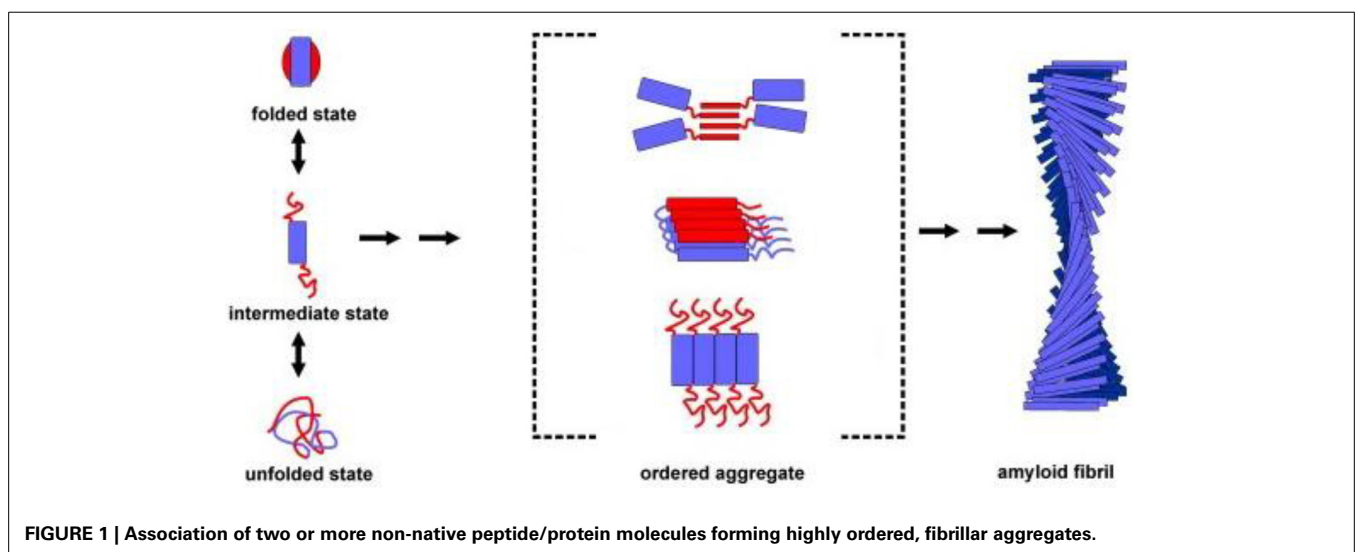 folded state
intermediate state
unfolded state
ordered aggregate
amyloid fibril
FIGURE 1 | Association of two or more non-native peptide/protein molecules forming highly ordered, fibrillar aggregates.